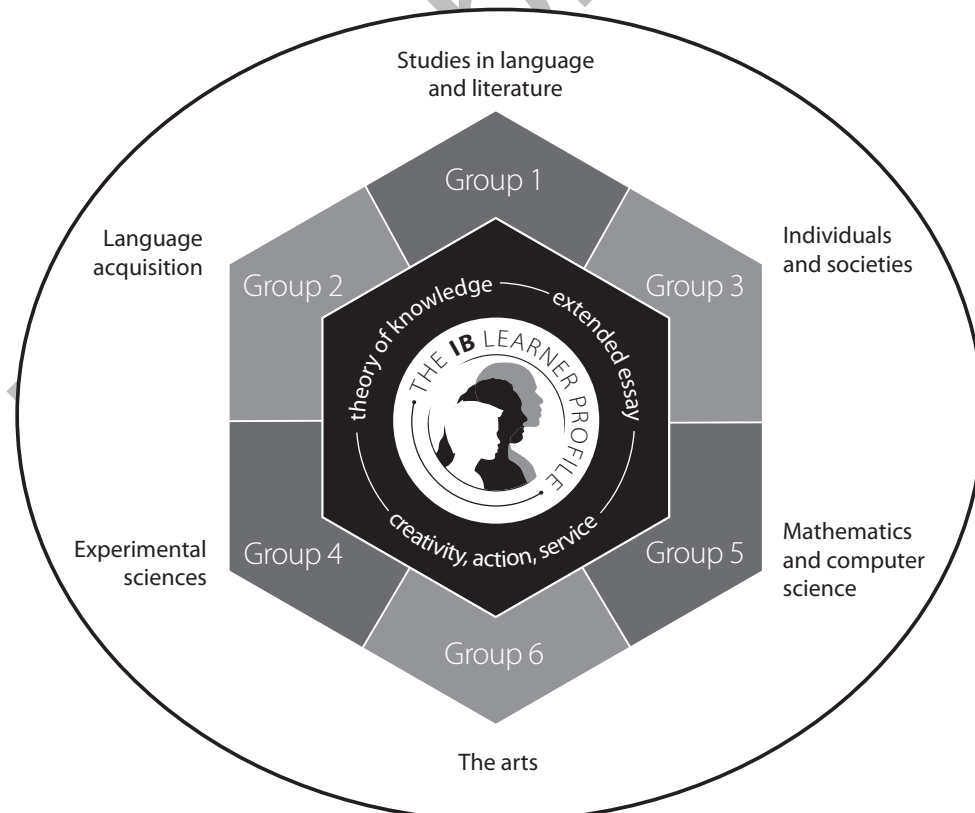 Studies in language
and literature
Group 1
Language
acquisition
Group 2
Individuals
and societies
Group 3
theory of knowledge
extended essay
THE IB LEARNER PROFILE
creativity, action, service
Experimental
sciences
Group 4
Mathematics
and computer
science
Group 5
Group 6
The arts